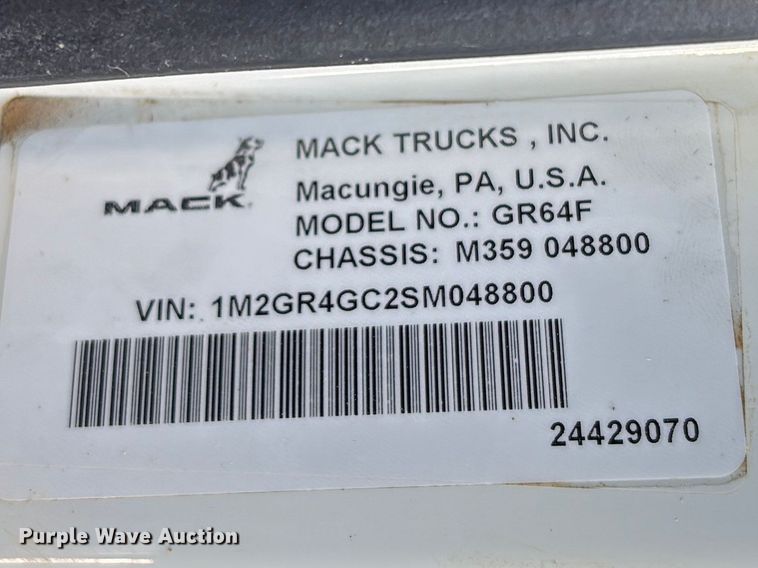 MACK TRUCKS , INC.
MACK
Macungie, PA, U.S.A.
MODEL NO.: GR64F
CHASSIS: M359 048800
VIN: 1M2GR4GC2SM048800
24429070
Purple Wave Auction